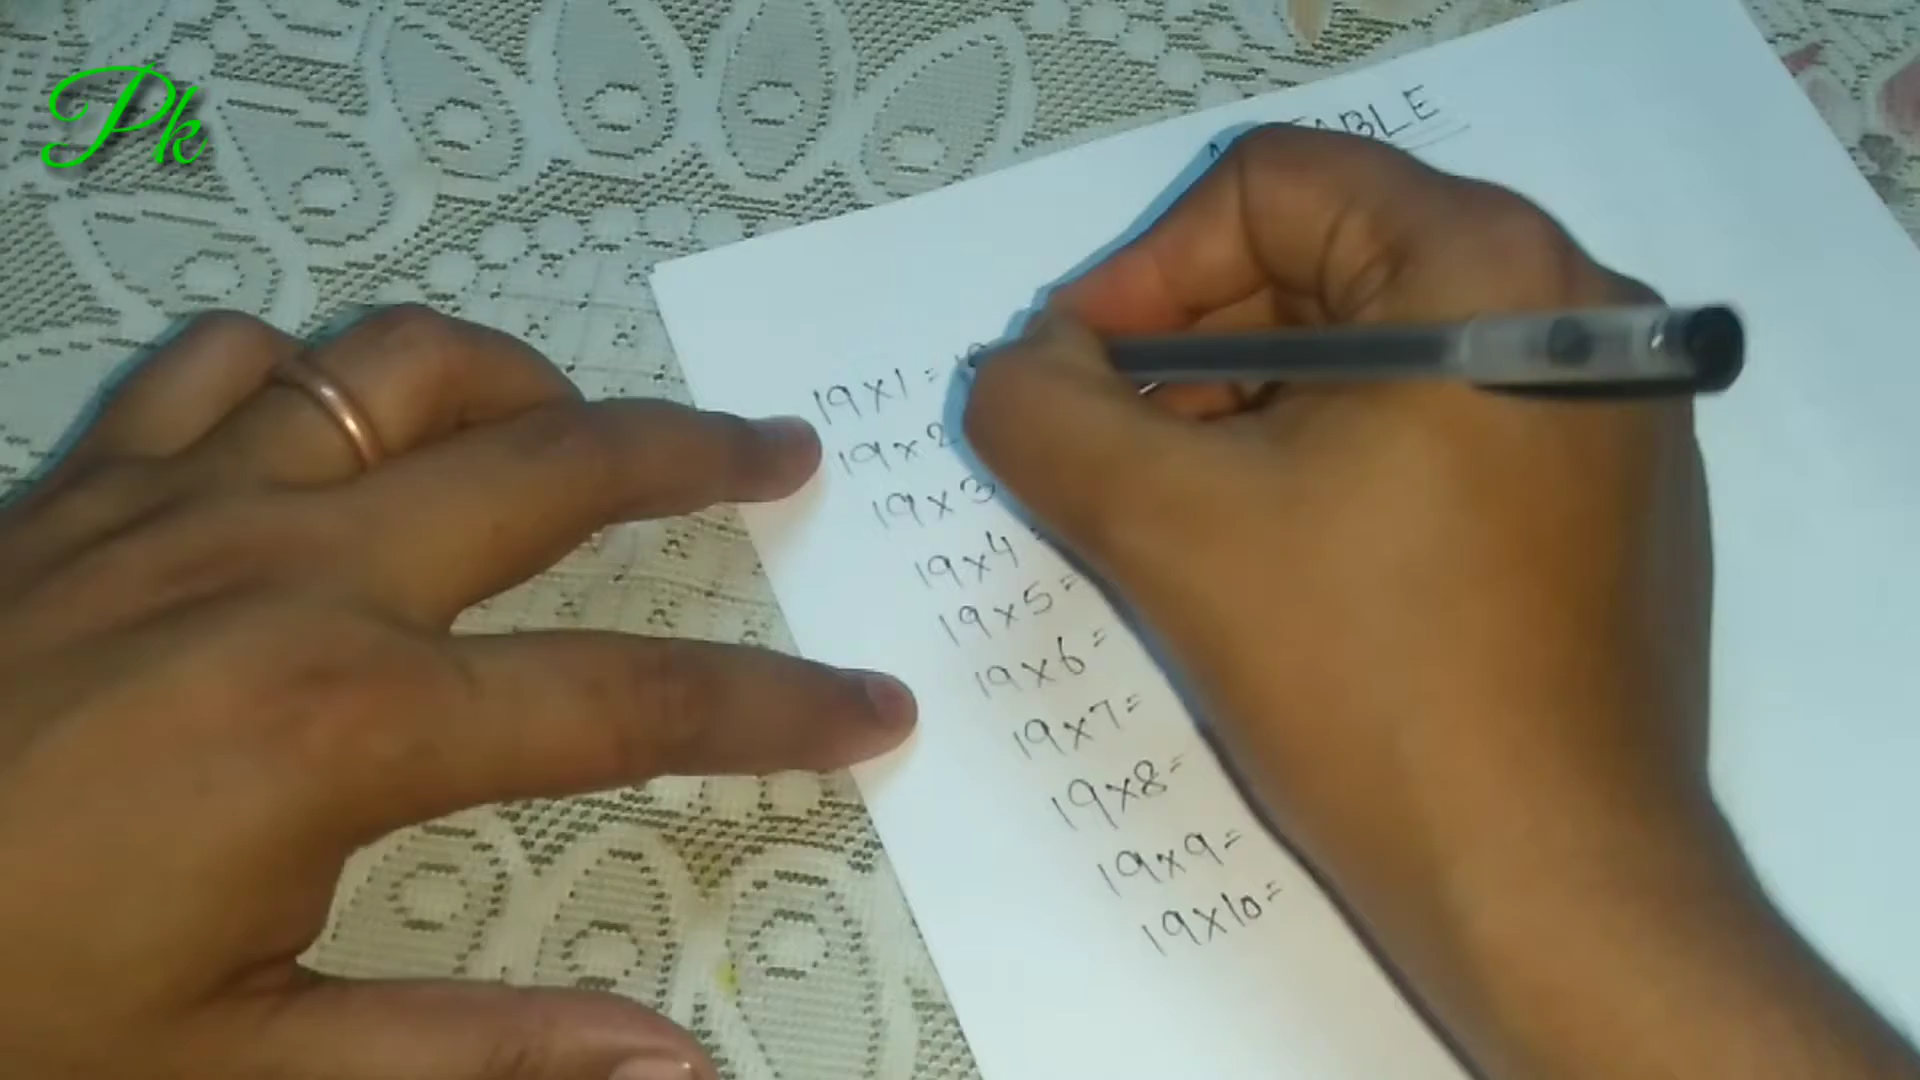 Pk
TABLE
19x1=
19x2
19x3
19x4=
19x5=
19x6=
19x7=
19x8=
19x9=
19x10=